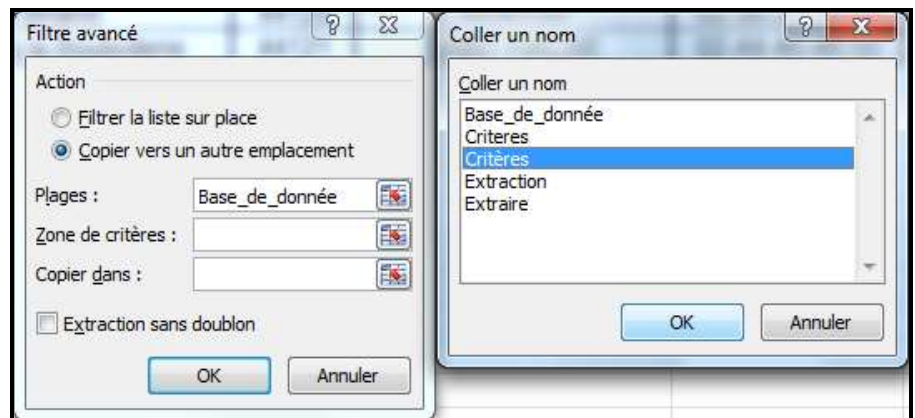 Filtre avancé
Action
Filtrer la liste sur place
Copier vers un autre emplacement
Plages :
Base_de_donnée
Zone de critères :
Copier dans :
Extraction sans doublon
OK
Annuler
Coller un nom
Coller un nom
Base_de_donnée
Criteres
Critères
Extraction
Extraire
OK
Annuler